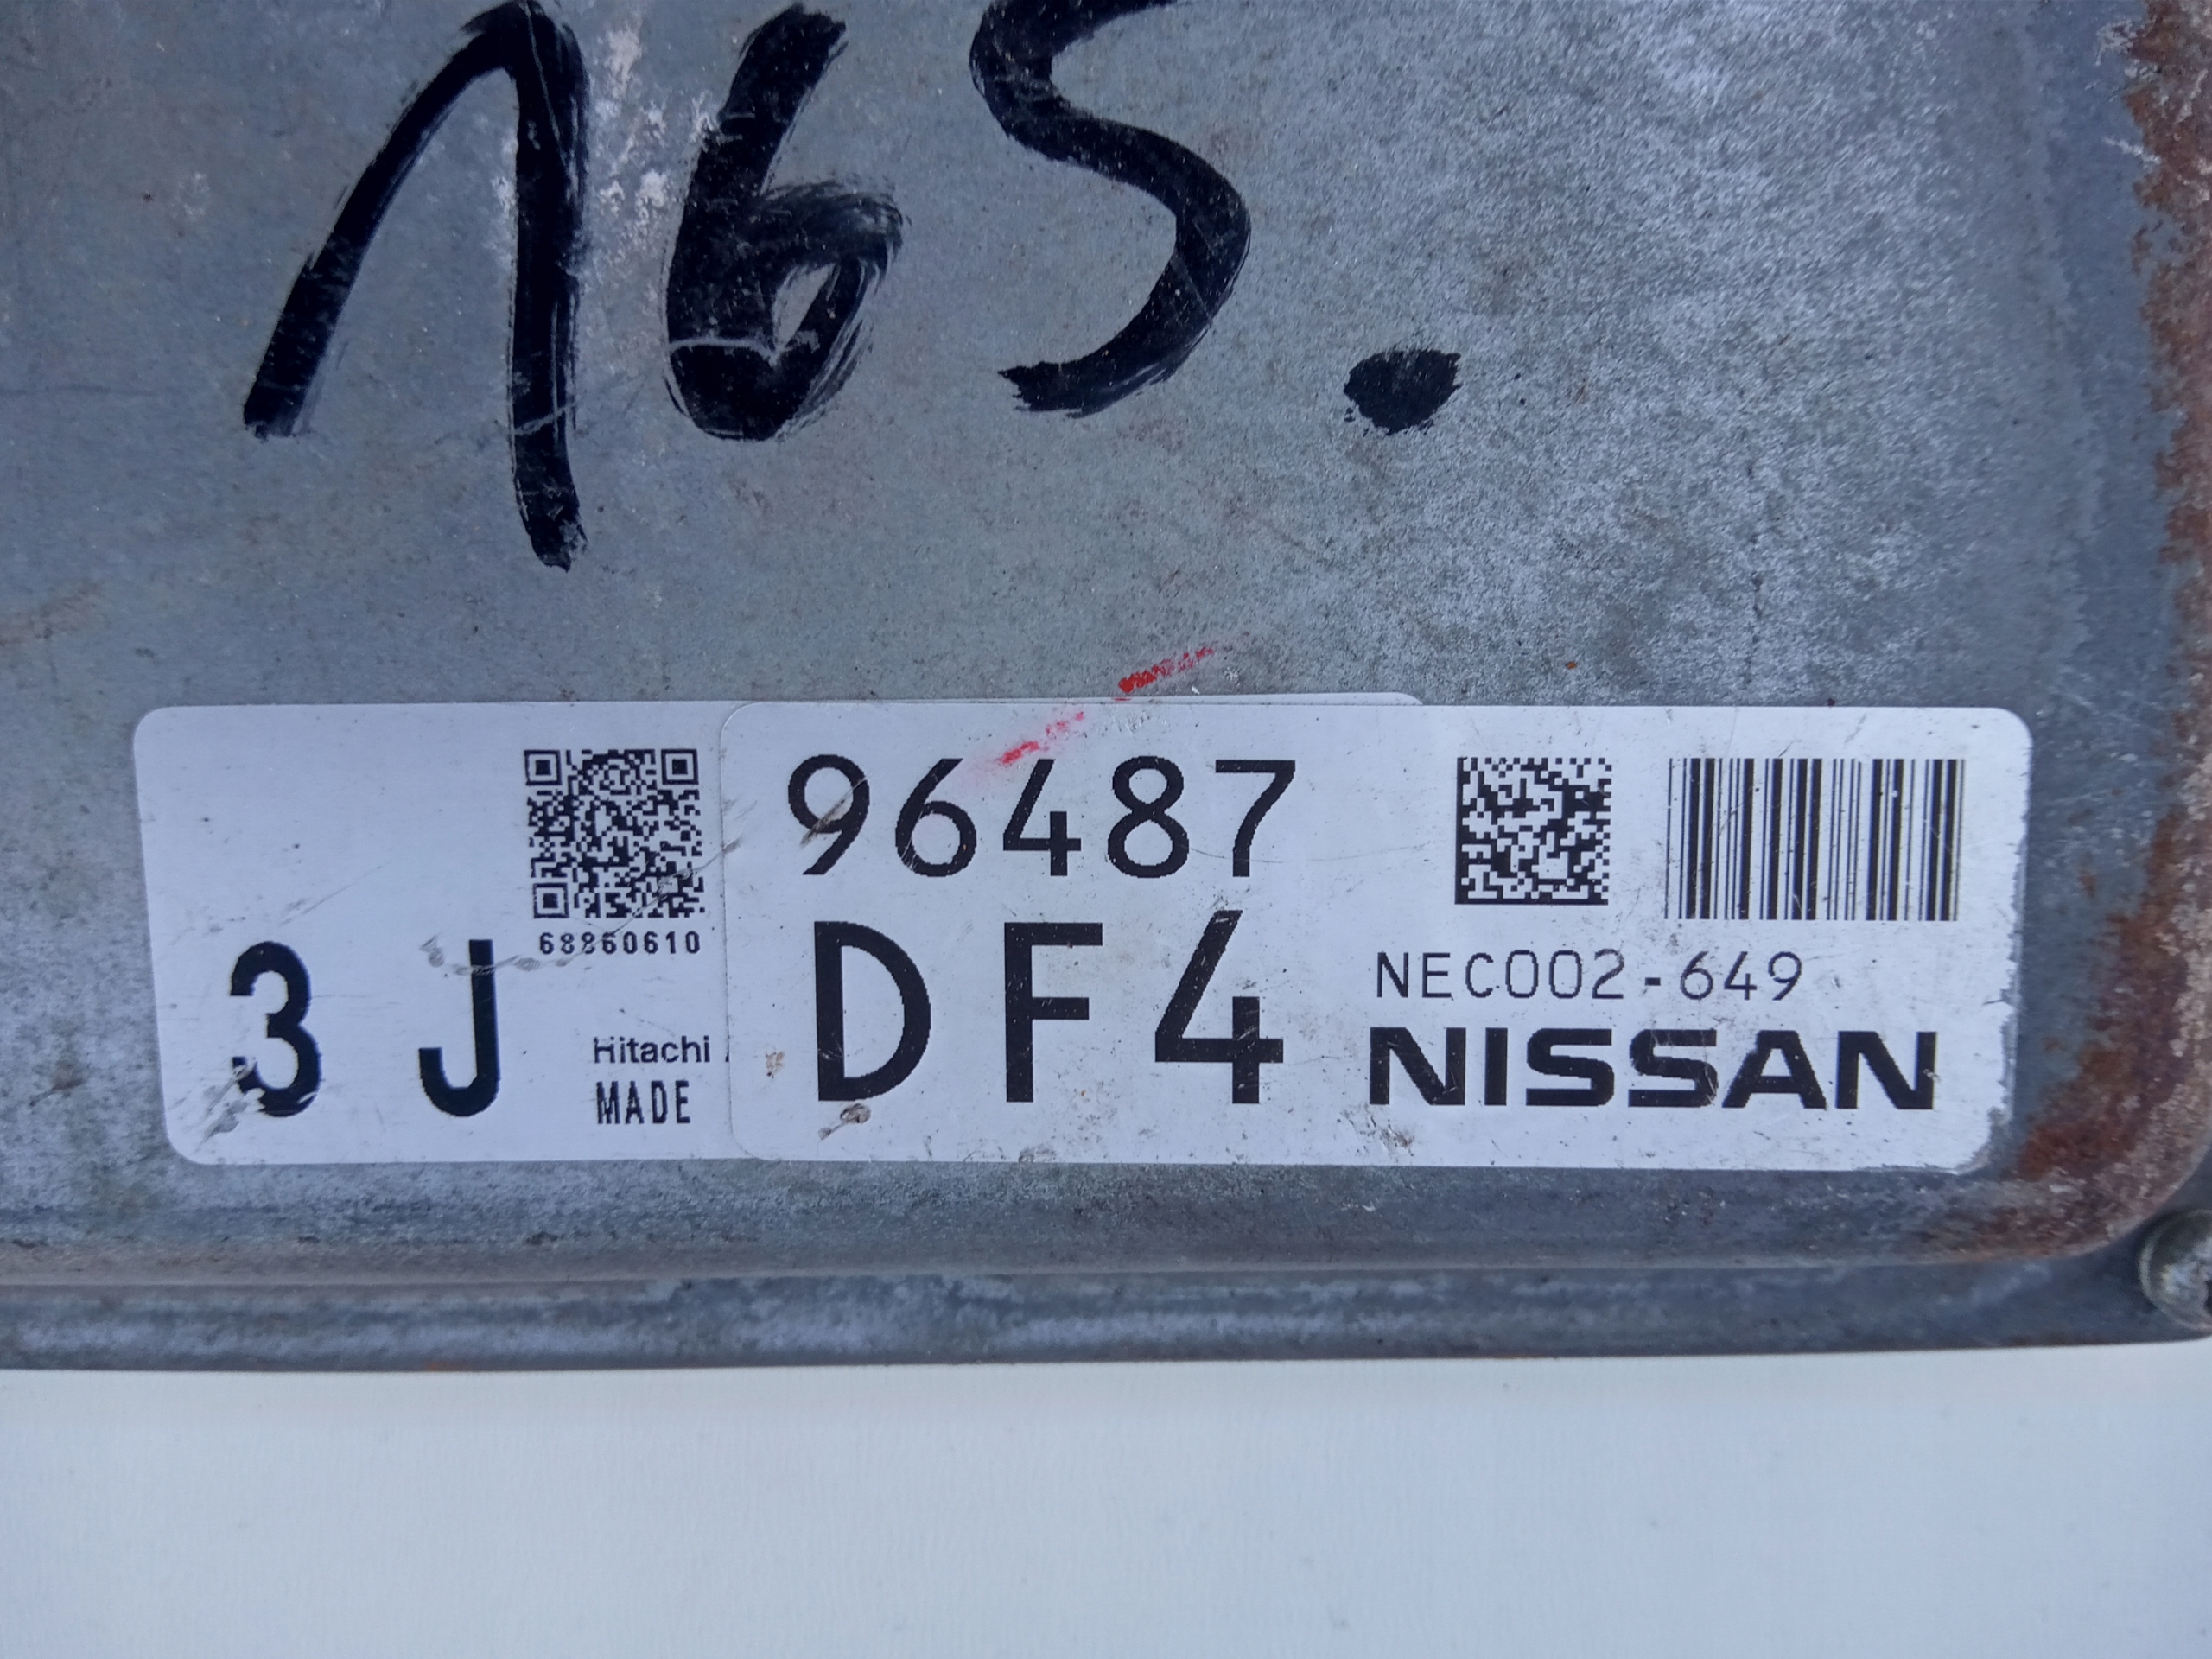 165.
96487
68860610
3 J
DF4
NEC002-649
Hitachi
MADE
NISSAN